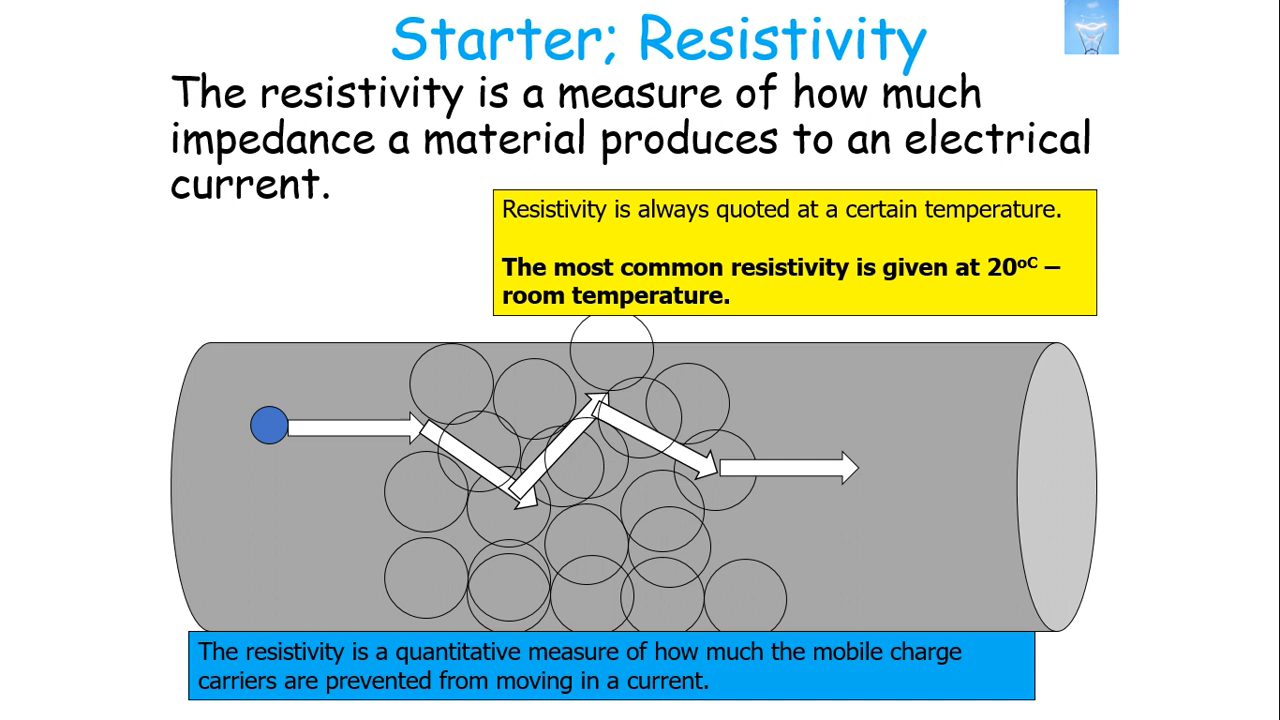 Starter; Resistivity
The resistivity is a measure of how much
impedance a material produces to an electrical
current.
Resistivity is always quoted at a certain temperature.
The most common resistivity is given at 20ᵒC –
room temperature.
The resistivity is a quantitative measure of how much the mobile charge
carriers are prevented from moving in a current.